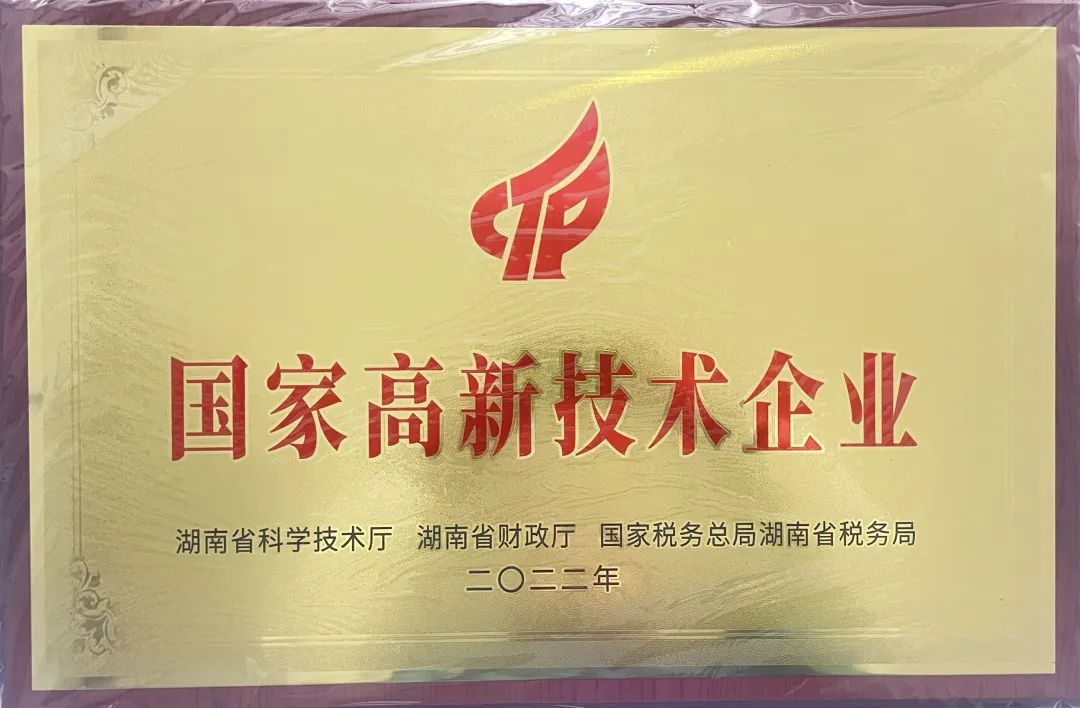 国家高新技术企业
湖南省科学技术厅 湖南省财政厅 国家税务总局湖南省税务局
二〇二二年